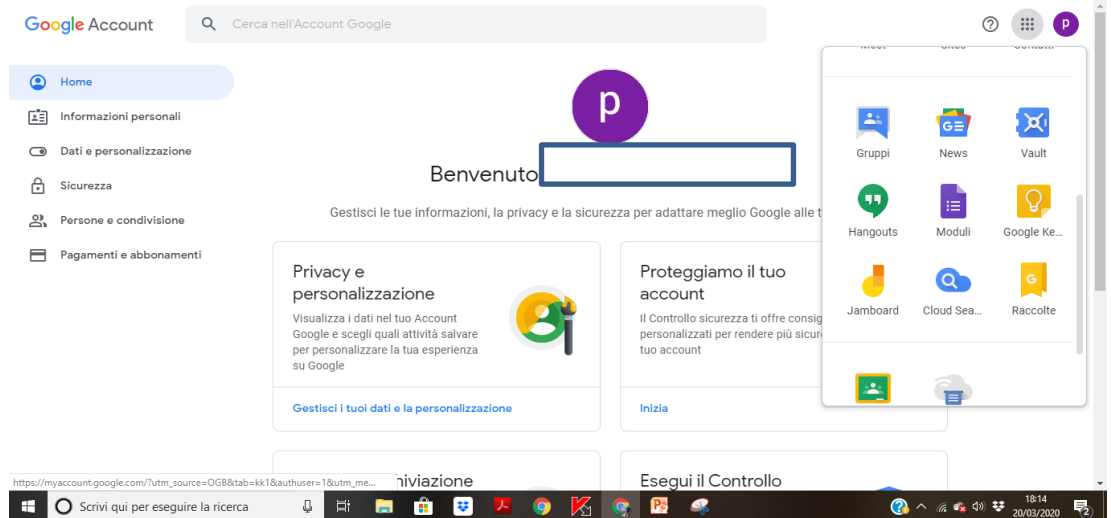 Google Account
Cerca nell'Account Google
p
Home
Informazioni personali
Dati e personalizzazione
Sicurezza
Persone e condivisione
Pagamenti e abbonamenti
p
Benvenuto
Gestisci le tue informazioni, la privacy e la sicurezza per adattare meglio Google alle t
Privacy e
personalizzazione
Visualizza i dati nel tuo Account
Google e scegli quali attività salvare
per personalizzare la tua esperienza
su Google
Gestisci i tuoi dati e la personalizzazione
Proteggiamo il tuo
account
Il Controllo sicurezza ti offre consig
personalizzati per rendere più sicur
tuo account
Inizia
Gruppi
News
Vault
Hangouts
Moduli
Google Ke...
Jamboard
Cloud Sea...
Raccolte
hiviazione
Esegui il Controllo
https://myaccount.google.com/?utm_source=OGB&tab=kk1&authuser=1&utm_me...
Scrivi qui per eseguire la ricerca
18:14
20/03/2020